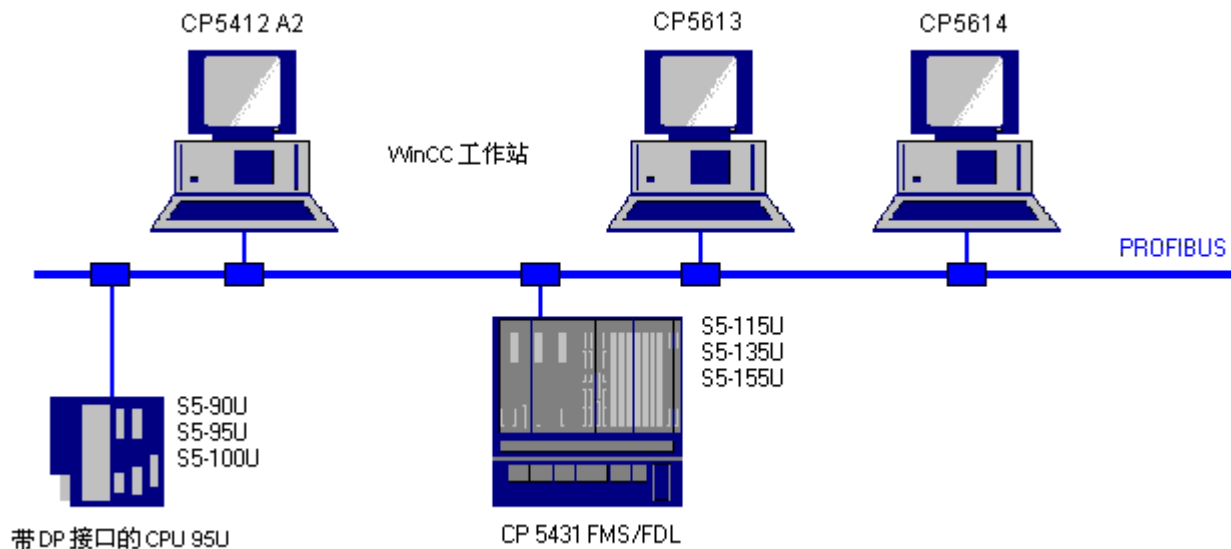 CP5412 A2
CP5613
CP5614
WinCC 工作站
PROFIBUS
S5-115U
S5-135U
S5-155U
S5-90U
S5-95U
S5-100U
带 DP 接口的 CPU 95U
CP 5431 FMS/FDL